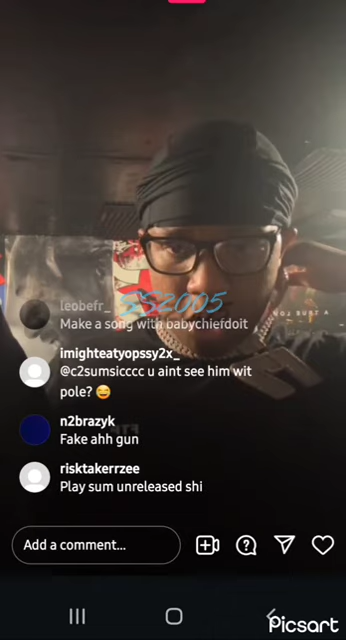 leobefr_
SS2005
Make a song with babychiefdoit
imighteatyopssy2x_
@c2sumsicccc u aint see him wit
pole? 😅
n2brazyk
Fake ahh gun
risktakerrzee
Play sum unreleased shi
Add a comment...
Picsart